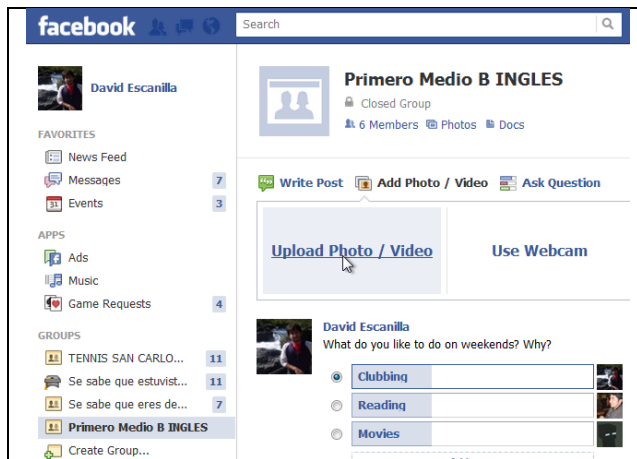 facebook
Search
David Escanilla
FAVORITES
News Feed
Messages 7
Events 3
APPS
Ads
Music
Game Requests 4
GROUPS
TENNIS SAN CARLO... 11
Se sabe que estuvist... 11
Se sabe que eres de... 7
Primero Medio B INGLES
Create Group...
Primero Medio B INGLES
Closed Group
6 Members Photos Docs
Write Post Add Photo / Video Ask Question
Upload Photo / Video Use Webcam
David Escanilla
What do you like to do on weekends? Why?
Clubbing
Reading
Movies